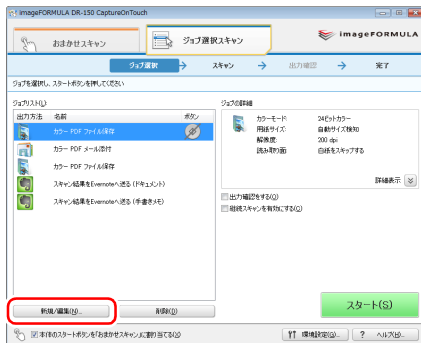 imageFORMULA DR-150 CaptureOnTouch
おまかせスキャン
ジョブ選択スキャン
imageFORMULA
ジョブ選択
スキャン
出力確認
完了
ジョブを選択し、スタートボタンを押してください
ジョブリスト(L)
出力方法 名前 ボタン
カラー PDF ファイル保存
カラー PDF メール添付
カラー PDF ファイル保存
スキャン結果をEvernoteへ送る (ドキュメント)
スキャン結果をEvernoteへ送る (手書きメモ)
新規/編集(N)...
削除(D)
ジョブの詳細
カラーモード: 24ビットカラー
用紙サイズ: 自動サイズ検知
解像度: 200 dpi
読み取り面: 白紙をスキップする
詳細表示
出力確認をする(O)
継続スキャンを有効にする(C)
スタート(S)
本体のスタートボタンを「おまかせスキャン」に割り当てる(X)
環境設定(G)...
? ヘルプ(H)...